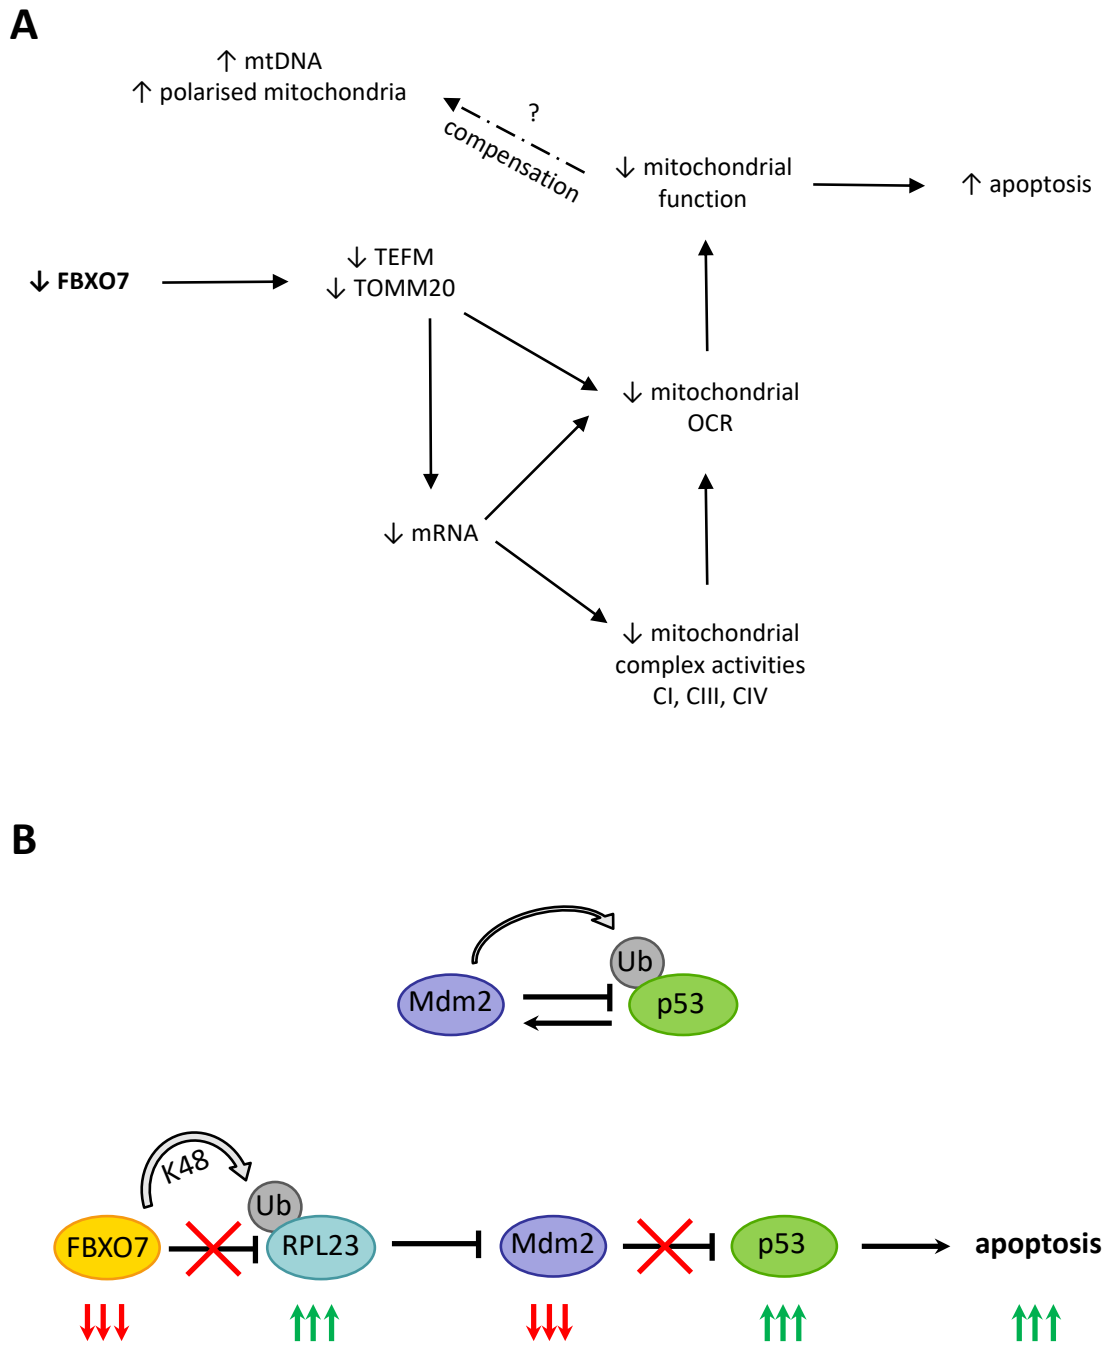 A
↑ mtDNA
↑ polarised mitochondria
?
compensation
↓ mitochondrial
function
↑ apoptosis
↓ FBXO7
↓ TEFM
↓ TOMM20
↓ mitochondrial
OCR
↓ mRNA
↓ mitochondrial
complex activities
CI, CIII, CIV
B
Ub
Mdm2
p53
K48
Ub
FBXO7
RPL23
Mdm2
p53
apoptosis